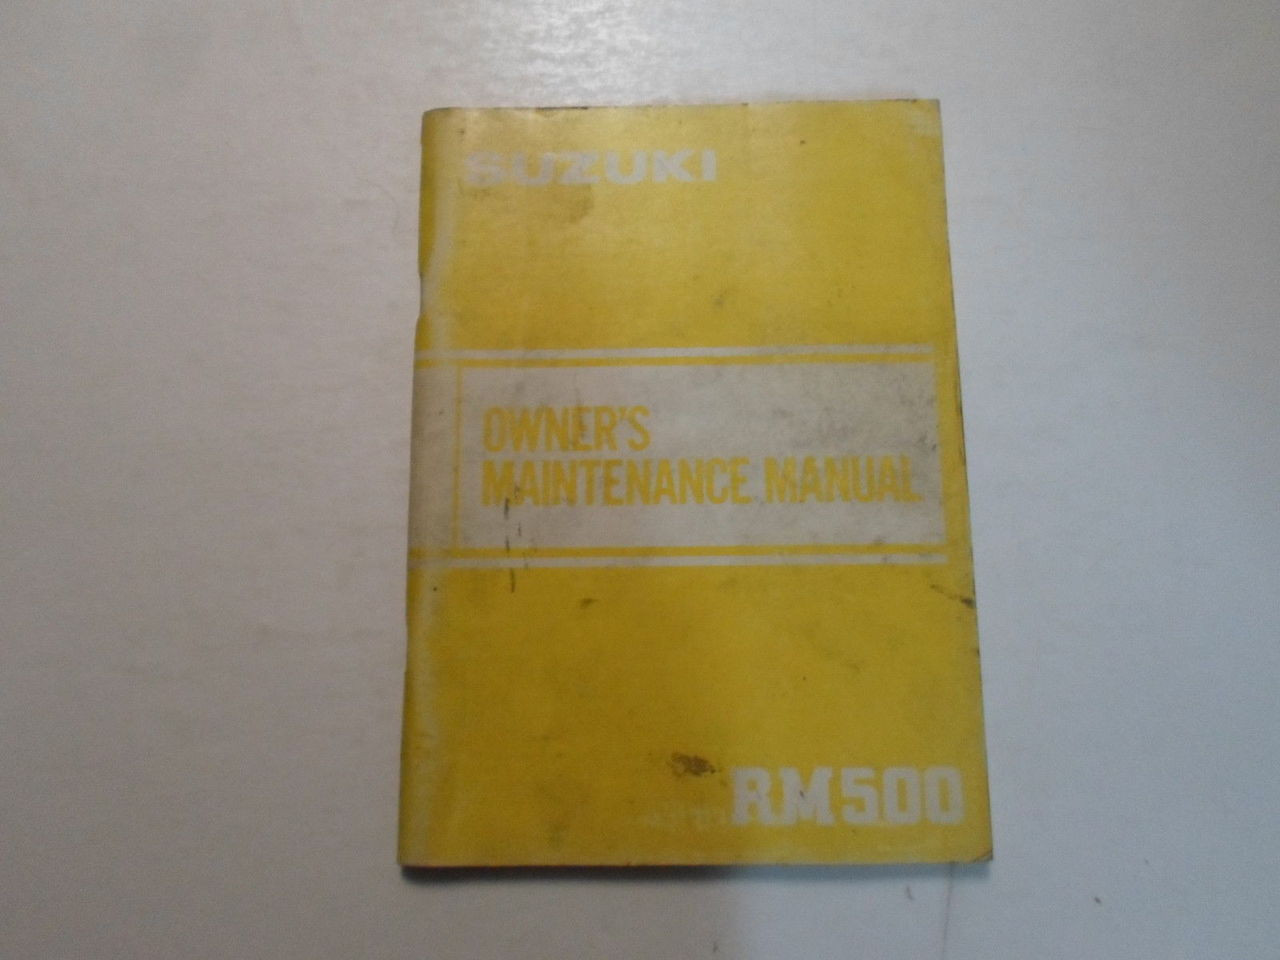 SUZUKI
OWNER'S
MAINTENANCE MANUAL
RM500